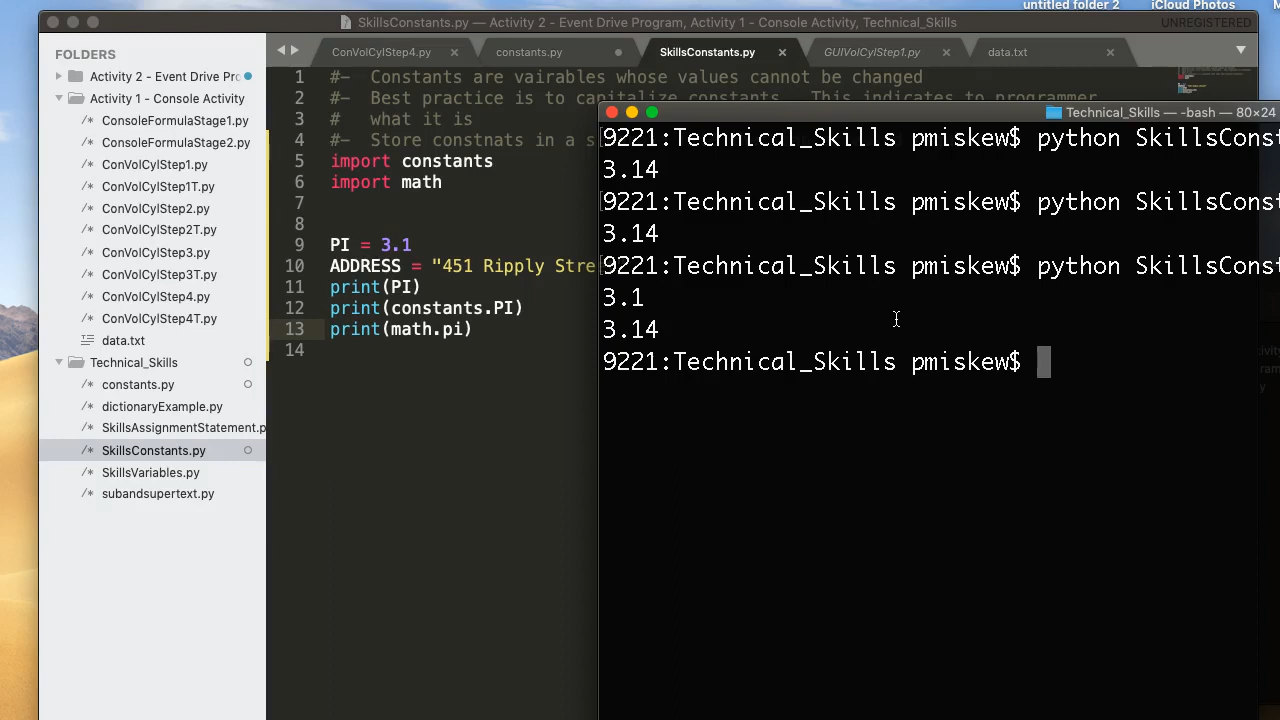 untitled folder 2
iCloud Photos
SkillsConstants.py — Activity 2 - Event Drive Program, Activity 1 - Console Activity, Technical_Skills
UNREGISTERED
FOLDERS
Activity 2 - Event Drive Pr
Activity 1 - Console Activity
/* ConsoleFormulaStage1.py
/* ConsoleFormulaStage2.py
/* ConVolCylStep1.py
/* ConVolCylStep1T.py
/* ConVolCylStep2.py
/* ConVolCylStep2T.py
/* ConVolCylStep3.py
/* ConVolCylStep3T.py
/* ConVolCylStep4.py
/* ConVolCylStep4T.py
data.txt
Technical_Skills
/* constants.py
/* dictionaryExample.py
/* SkillsAssignmentStatement.p
/* SkillsConstants.py
/* SkillsVariables.py
/* subandsupertext.py
ConVolCylStep4.py
constants.py
SkillsConstants.py
GUIVolCylStep1.py
data.txt
1 #- Constants are vairables whose values cannot be changed
2 #- Best practice is to capitalize constants. This indicates to programmer
3 # what it is
4 #- Store constnats in a s
5 import constants
6 import math
7
8
9 PI = 3.1
10 ADDRESS = "451 Ripply Stre
11 print(PI)
12 print(constants.PI)
13 print(math.pi)
14
Technical_Skills — -bash — 80×24
[9221:Technical_Skills pmiskew$ python SkillsConst
3.14
[9221:Technical_Skills pmiskew$ python SkillsConst
3.14
[9221:Technical_Skills pmiskew$ python SkillsConst
3.1
3.14
9221:Technical_Skills pmiskew$